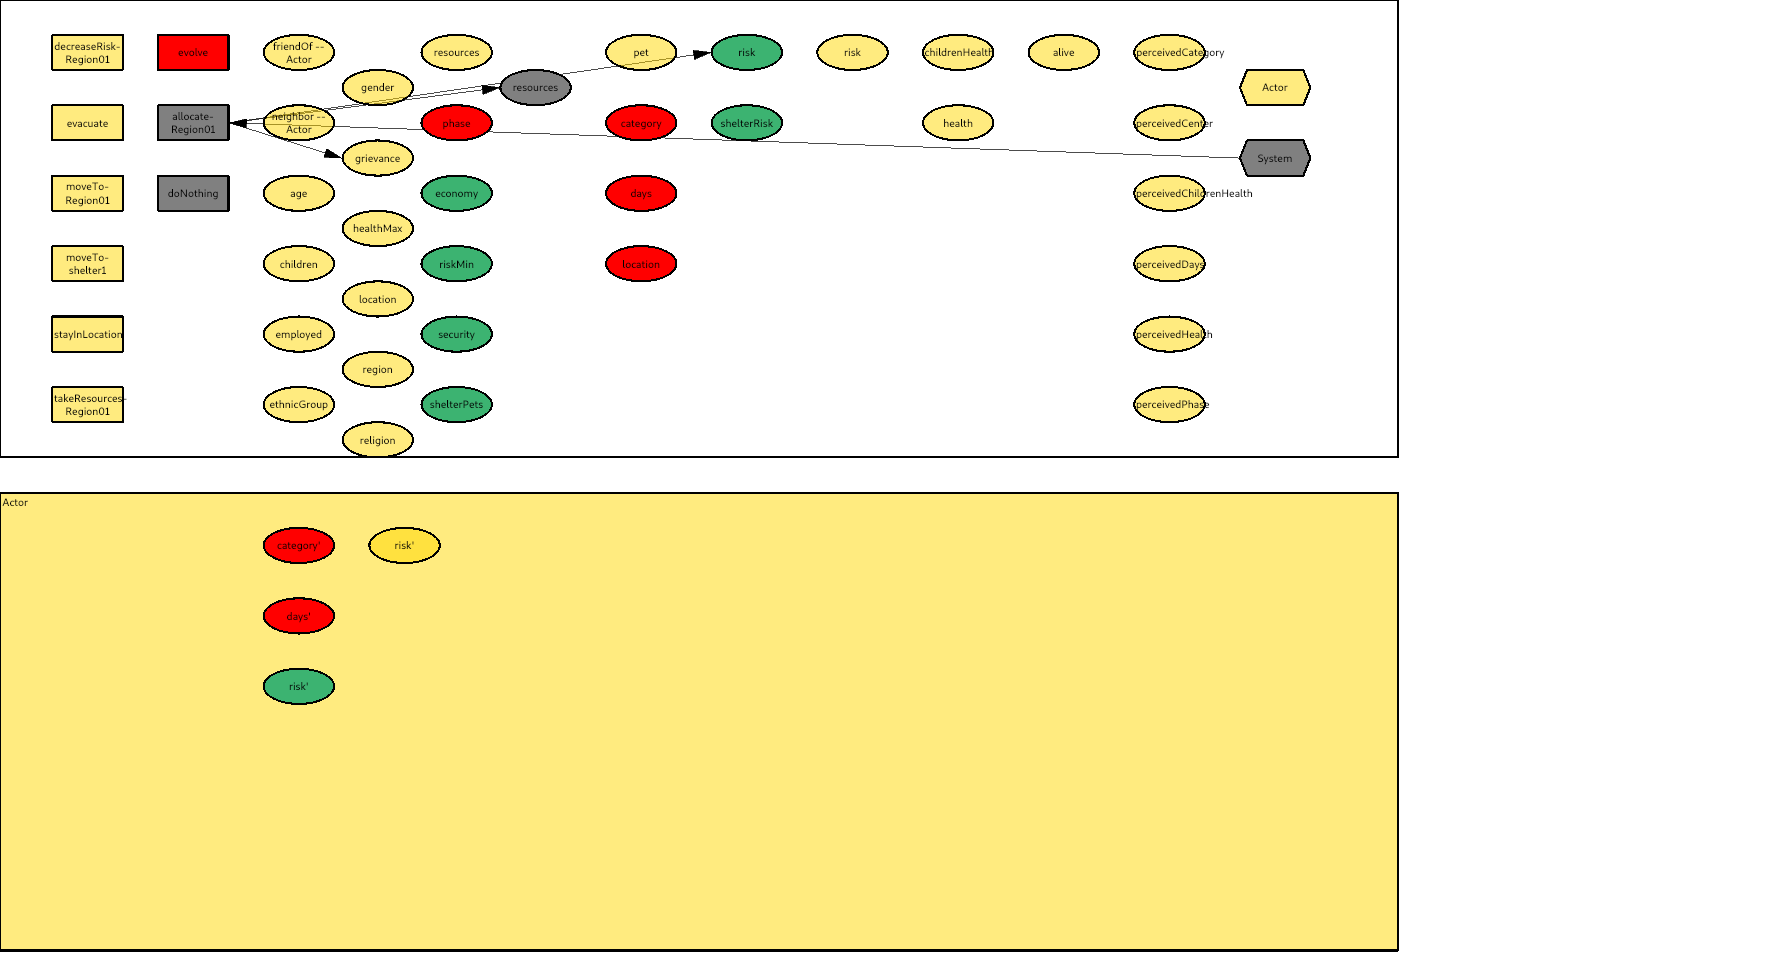 decreaseRisk-
Region01
evolve
friendOf --
Actor
resources
pet
risk
risk
childrenHealth
alive
perceivedCategory
gender
resources
Actor
evacuate
allocate-
Region01
neighbor --
Actor
phase
category
shelterRisk
health
perceivedCenter
grievance
System
moveTo-
Region01
doNothing
age
economy
days
perceivedChildrenHealth
healthMax
moveTo-
shelter1
children
riskMin
location
perceivedDays
location
stayInLocation
employed
security
perceivedHealth
region
takeResources-
Region01
ethnicGroup
shelterPets
perceivedPhase
religion
Actor
category'
risk'
days'
risk'